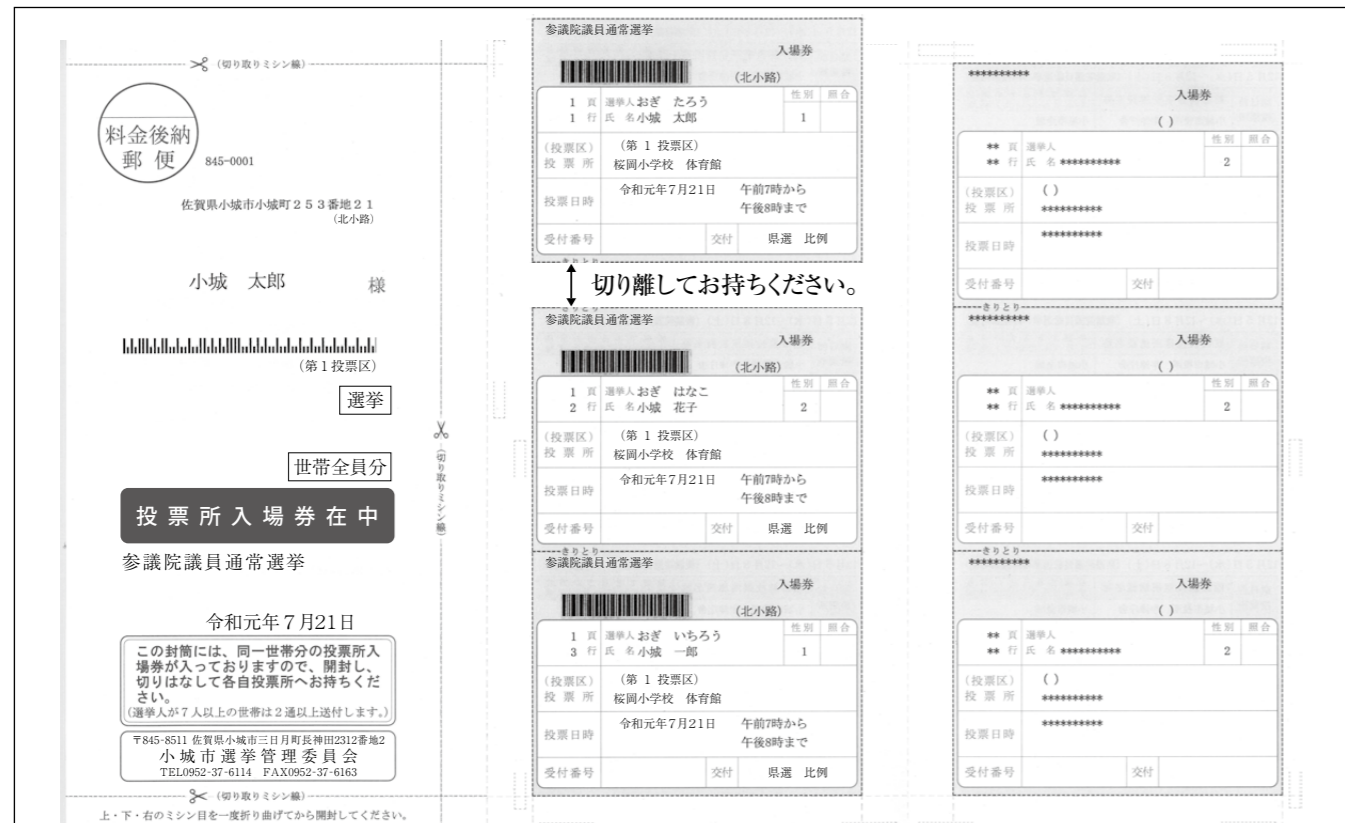 (切り取りミシン線)
料金後納
郵便
845-0001
佐賀県小城市小城町253番地21
(北小路)
小城 太郎 様
(第1投票区)
選挙
世帯全員分
投票所入場券在中
参議院議員通常選挙
令和元年7月21日
この封筒には、同一世帯分の投票所入
場券が入っておりますので、開封し、
切りはなして各自投票所へお持ちくだ
さい。
(選挙人が7人以上の世帯は2通以上送付します。)
〒845-8511 佐賀県小城市三日月町長神田2312番地2
小城市選挙管理委員会
TEL0952-37-6114 FAX0952-37-6163
(切り取りミシン線)
上・下・右のミシン目を一度折り曲げてから開封してください。
(切り取りミシン線)
参議院議員通常選挙
入場券
(北小路)
性別 照合
1 頁 選挙人 おぎ たろう
1 行 氏名 小城 太郎 1
(投票区) (第 1 投票区)
投票所 桜岡小学校 体育館
投票日時 令和元年7月21日 午前7時から
午後8時まで
受付番号 交付 県選 比例
きりとり
切り離してお持ちください。
きりとり
参議院議員通常選挙
入場券
(北小路)
性別 照合
1 頁 選挙人 おぎ はなこ
2 行 氏名 小城 花子 2
(投票区) (第 1 投票区)
投票所 桜岡小学校 体育館
投票日時 令和元年7月21日 午前7時から
午後8時まで
受付番号 交付 県選 比例
きりとり
参議院議員通常選挙
入場券
(北小路)
性別 照合
1 頁 選挙人 おぎ いちろう
3 行 氏名 小城 一郎 1
(投票区) (第 1 投票区)
投票所 桜岡小学校 体育館
投票日時 令和元年7月21日 午前7時から
午後8時まで
受付番号 交付 県選 比例
**********
入場券
( )
性別 照合
** 頁 選挙人
** 行 氏名 ********** 2
(投票区) ( )
投票所 **********
投票日時 **********
受付番号 交付
きりとり
**********
入場券
( )
性別 照合
** 頁 選挙人
** 行 氏名 ********** 2
(投票区) ( )
投票所 **********
投票日時 **********
受付番号 交付
きりとり
**********
入場券
( )
性別 照合
** 頁 選挙人
** 行 氏名 ********** 2
(投票区) ( )
投票所 **********
投票日時 **********
受付番号 交付